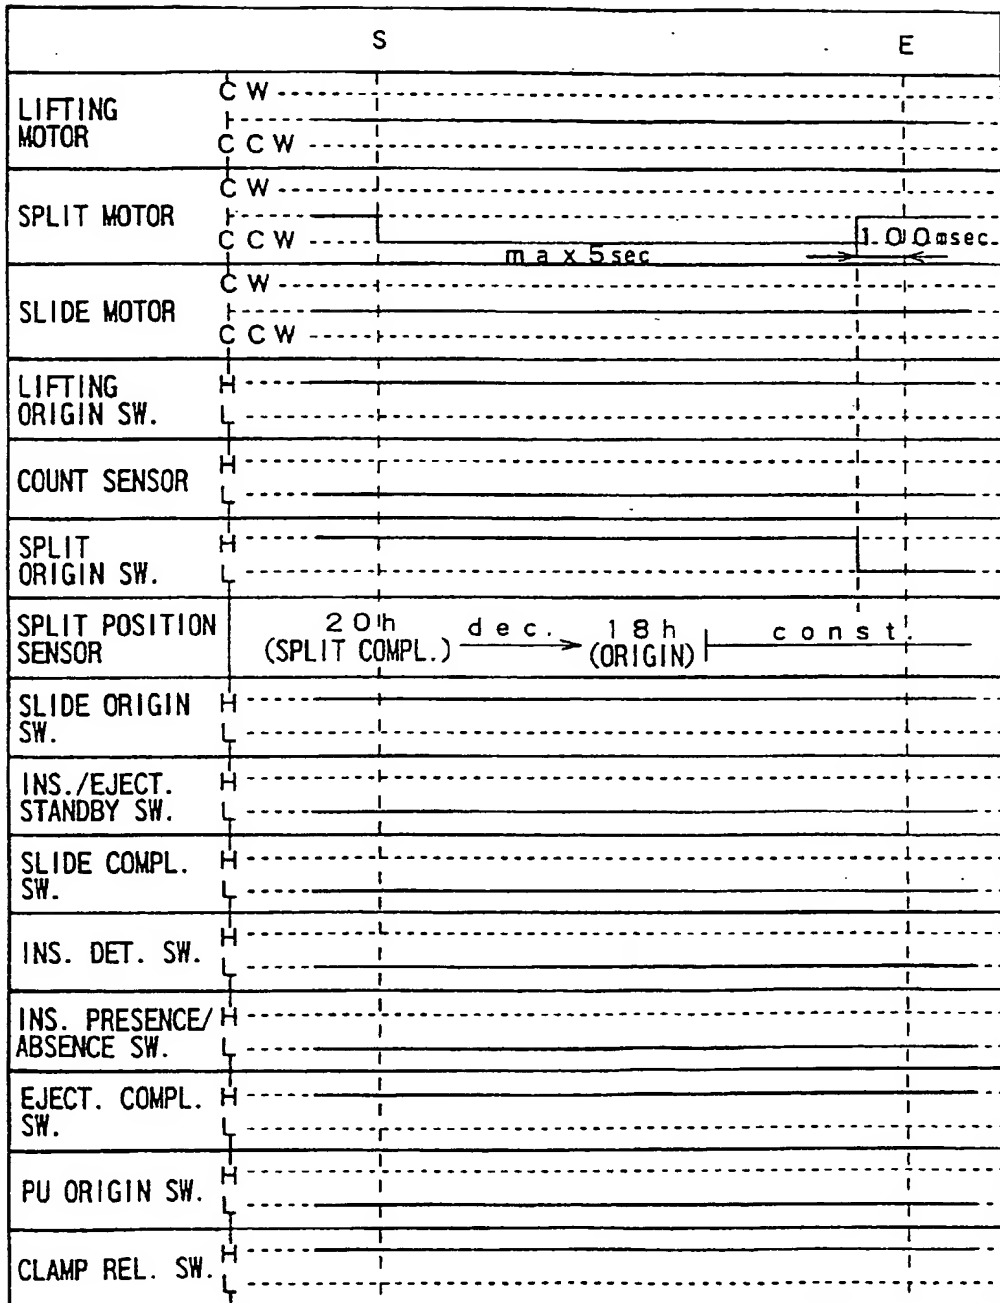 S E
LIFTING
MOTOR
CW
CCW
SPLIT MOTOR
CW
CCW
max 5sec
100msec.
SLIDE MOTOR
CW
CCW
LIFTING
ORIGIN SW.
H
L
COUNT SENSOR
H
L
SPLIT
ORIGIN SW.
H
L
SPLIT POSITION
SENSOR
20h
(SPLIT COMPL.)
dec.
18h
(ORIGIN)
const.
SLIDE ORIGIN
SW.
H
L
INS./EJECT.
STANDBY SW.
H
L
SLIDE COMPL.
SW.
H
L
INS. DET. SW.
H
L
INS. PRESENCE/
ABSENCE SW.
H
L
EJECT. COMPL.
SW.
H
L
PU ORIGIN SW.
H
L
CLAMP REL. SW.
H
L